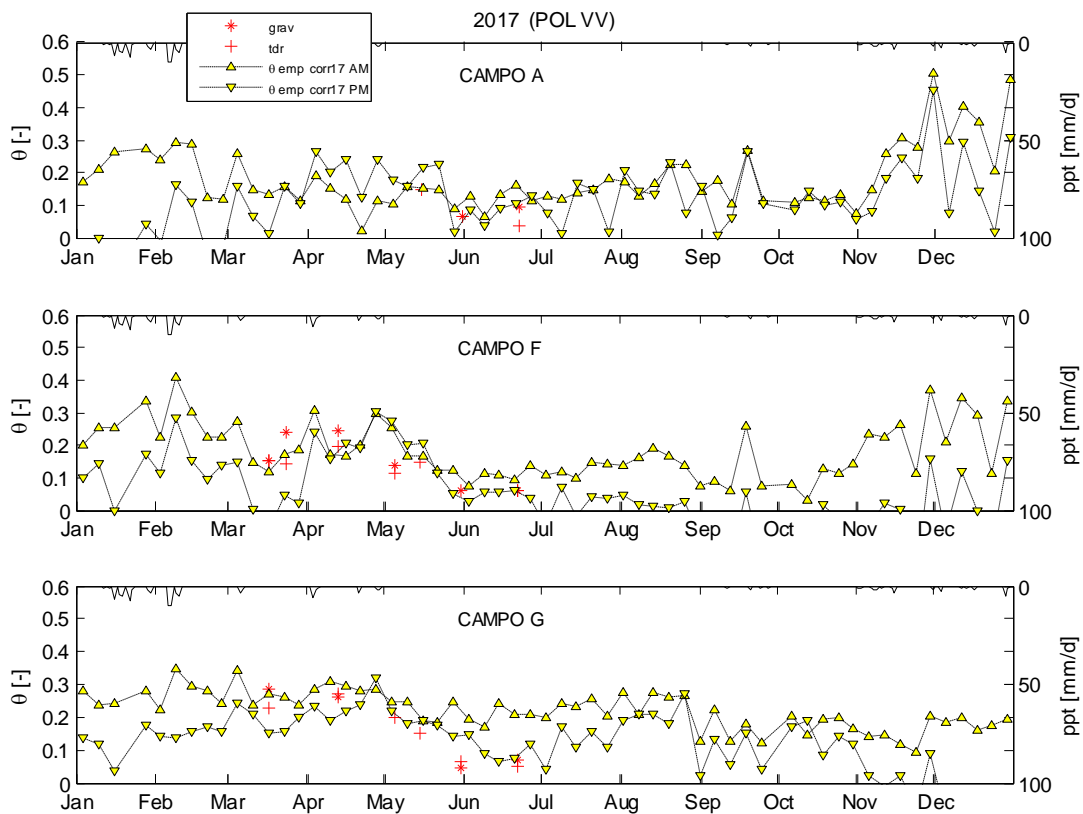 2017 (POL VV)
grav
tdr
θ emp corr17 AM
θ emp corr17 PM
CAMPO A
θ [-]
0.6
0.5
0.4
0.3
0.2
0.1
0
0
50
100
ppt [mm/d]
Jan Feb Mar Apr May Jun Jul Aug Sep Oct Nov Dec
CAMPO F
θ [-]
0.6
0.5
0.4
0.3
0.2
0.1
0
0
50
100
ppt [mm/d]
Jan Feb Mar Apr May Jun Jul Aug Sep Oct Nov Dec
CAMPO G
θ [-]
0.6
0.5
0.4
0.3
0.2
0.1
0
0
50
100
ppt [mm/d]
Jan Feb Mar Apr May Jun Jul Aug Sep Oct Nov Dec